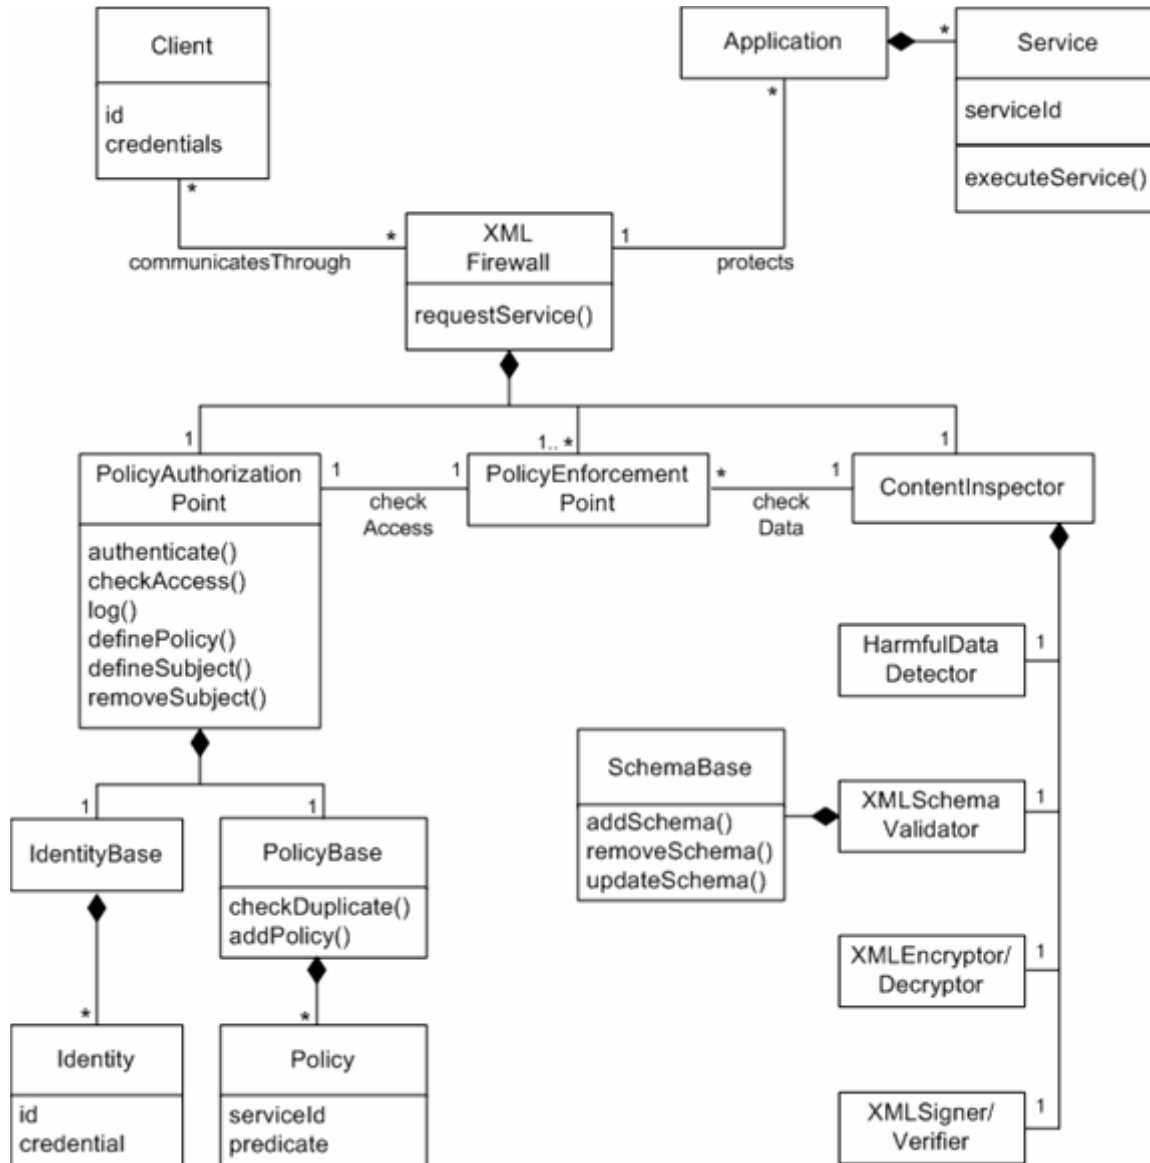 Client
id
credentials
*
Application
*
*
Service
serviceId
executeService()
communicatesThrough
*
XML
Firewall
requestService()
1
protects
1
1.. *
1
PolicyAuthorization
Point
authenticate()
checkAccess()
log()
definePolicy()
defineSubject()
removeSubject()
1
1
check
Access
PolicyEnforcement
Point
*
1
check
Data
ContentInspector
HarmfulData
Detector
1
SchemaBase
addSchema()
removeSchema()
updateSchema()
XMLSchema
Validator
1
XMLEncryptor/
Decryptor
1
XMLSigner/
Verifier
1
1
1
IdentityBase
PolicyBase
checkDuplicate()
addPolicy()
*
*
Identity
id
credential
Policy
serviceId
predicate